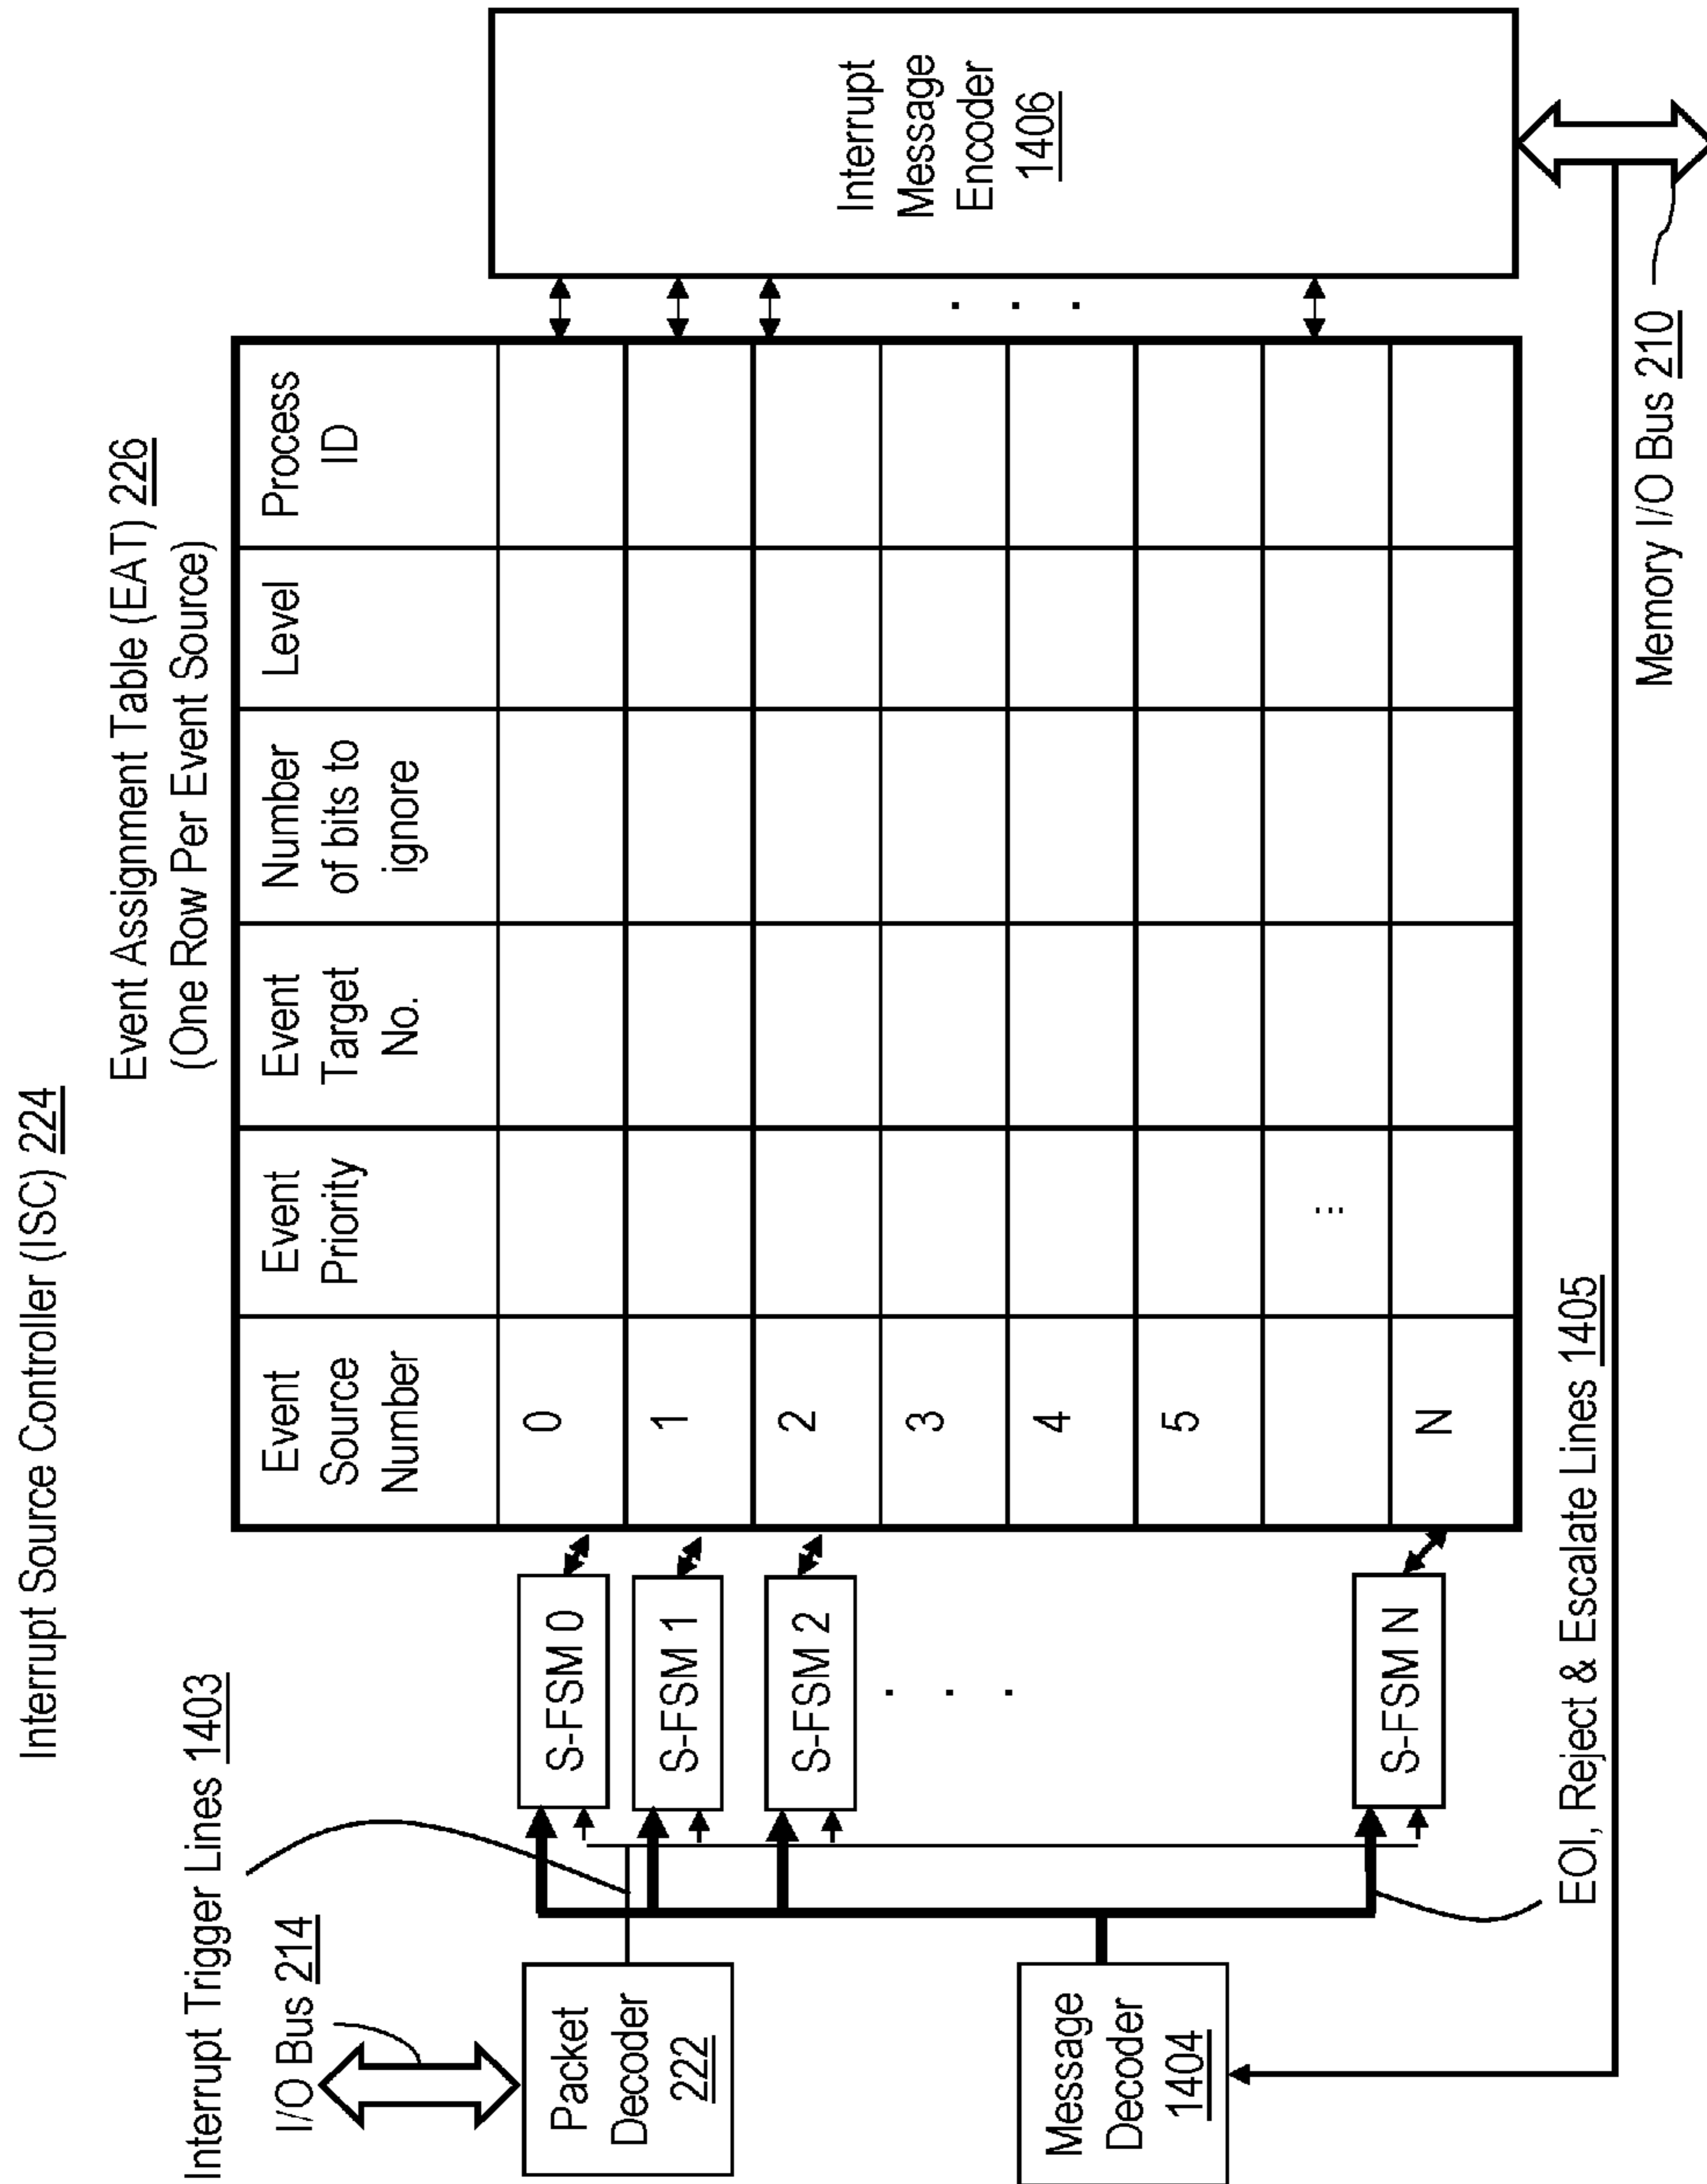 Interrupt Source Controller (ISC) 224
Event Assignment Table (EAT) 226
(One Row Per Event Source)
Interrupt Trigger Lines 1403
I/O Bus 214
Packet
Decoder
222
Message
Decoder
1404
S-FSM 0
S-FSM 1
S-FSM 2
. . .
S-FSM N
EOI, Reject & Escalate Lines 1405
Event
Source
Number
Event
Priority
Event
Target
No.
Number
of bits to
ignore
Level
Process
ID
0
1
2
3
4
5
...
N
. . .
Interrupt
Message
Encoder
1406
Memory I/O Bus 210